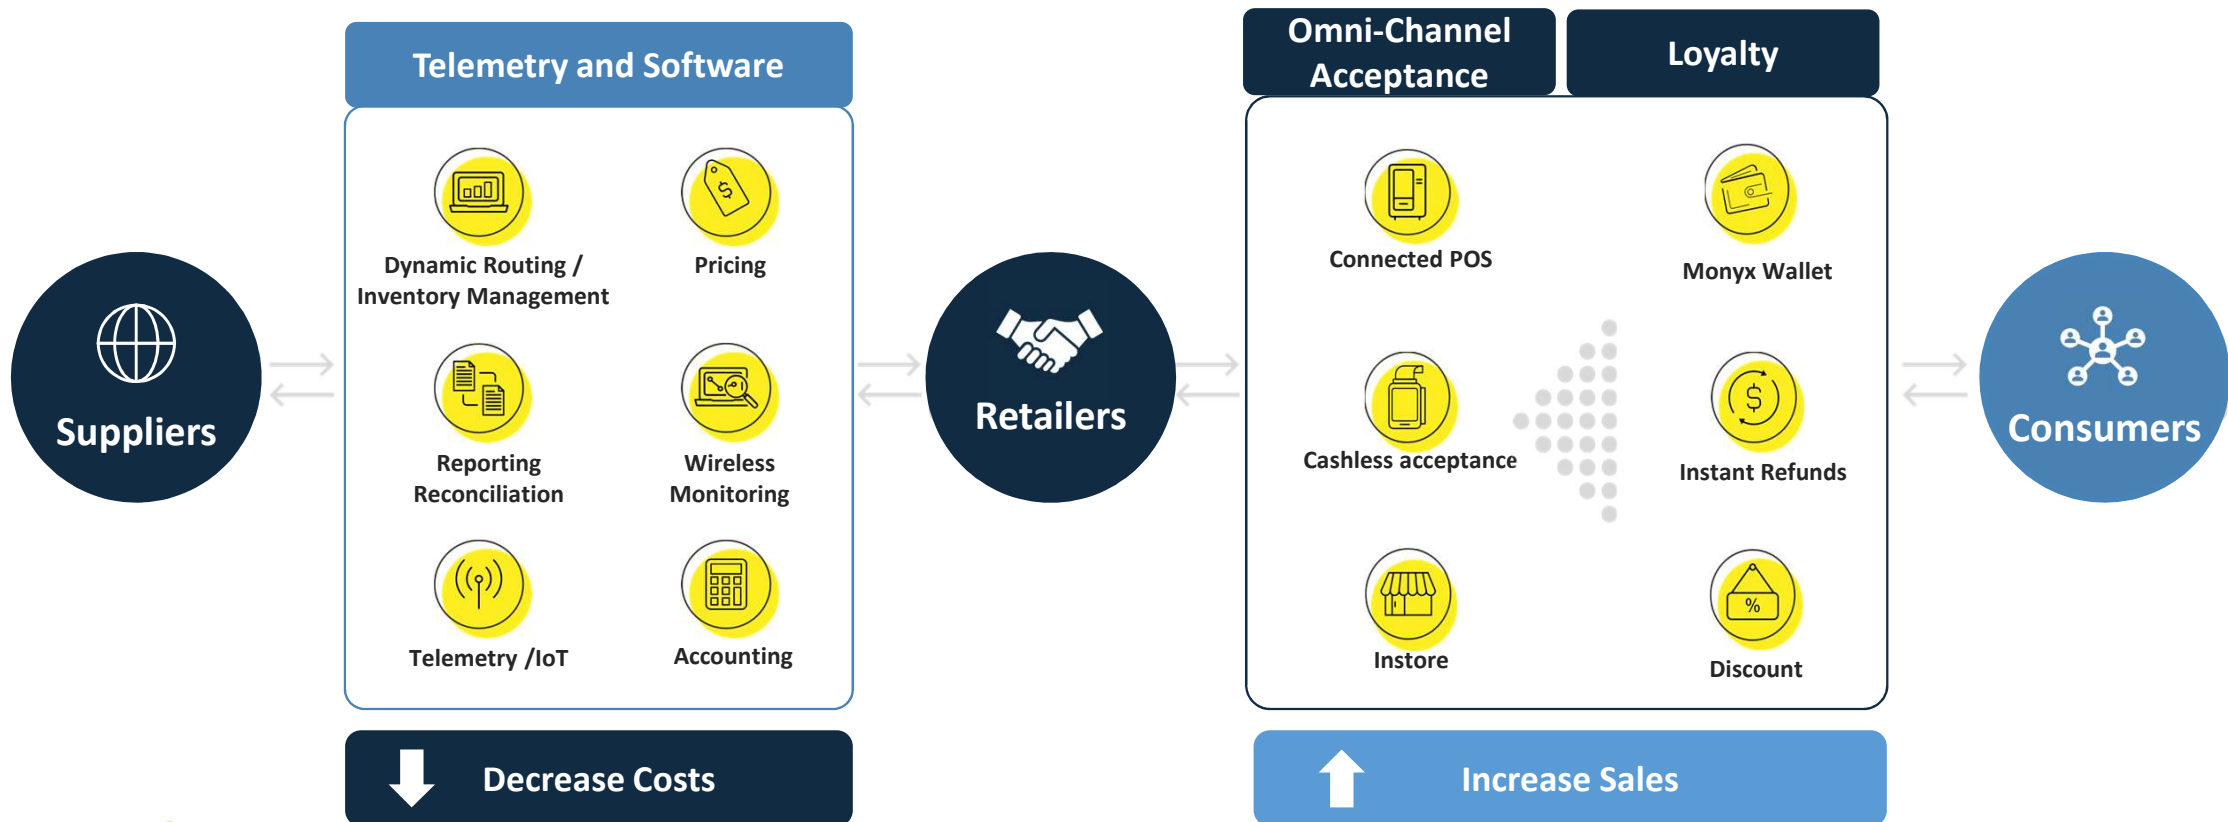 Telemetry and Software
Omni-Channel
Acceptance
Loyalty
Suppliers
Dynamic Routing /
Inventory Management
Pricing
Reporting
Reconciliation
Wireless
Monitoring
Telemetry /IoT
Accounting
Decrease Costs
Retailers
Connected POS
Monyx Wallet
Cashless acceptance
Instant Refunds
Instore
%
Discount
Increase Sales
Consumers